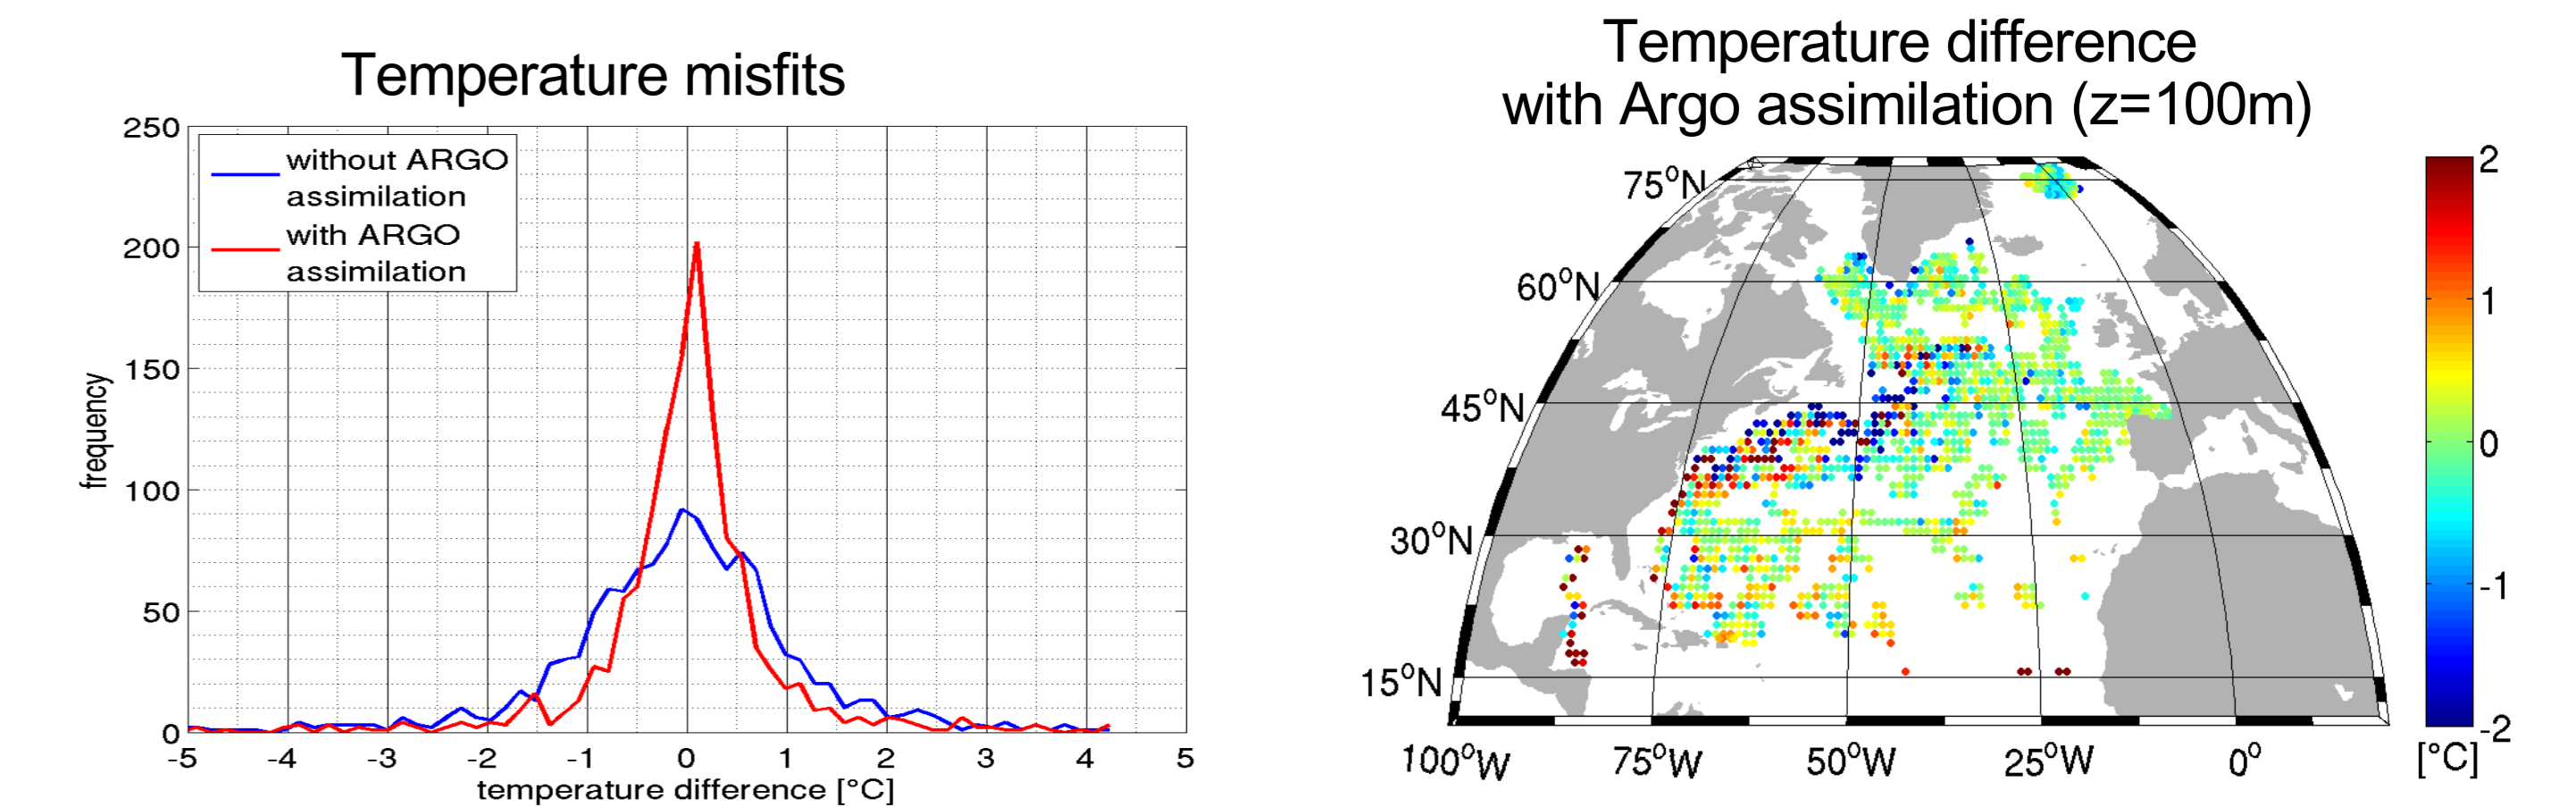 Temperature misfits
250
200
150
100
50
0
frequency
without ARGO
assimilation
with ARGO
assimilation
-5 -4 -3 -2 -1 0 1 2 3 4 5
temperature difference [°C]
Temperature difference
with Argo assimilation (z=100m)
75°N
60°N
45°N
30°N
15°N
100°W 75°W 50°W 25°W 0°
2
1
0
-1
-2
[°C]